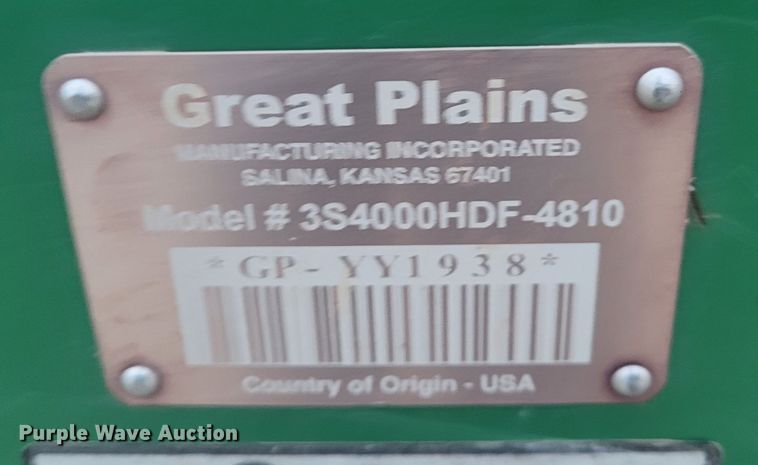 Great Plains
MANUFACTURING INCORPORATED
SALINA, KANSAS 67401
Model # 3S4000HDF-4810
*GP-YY1938*
Country of Origin - USA
Purple Wave Auction